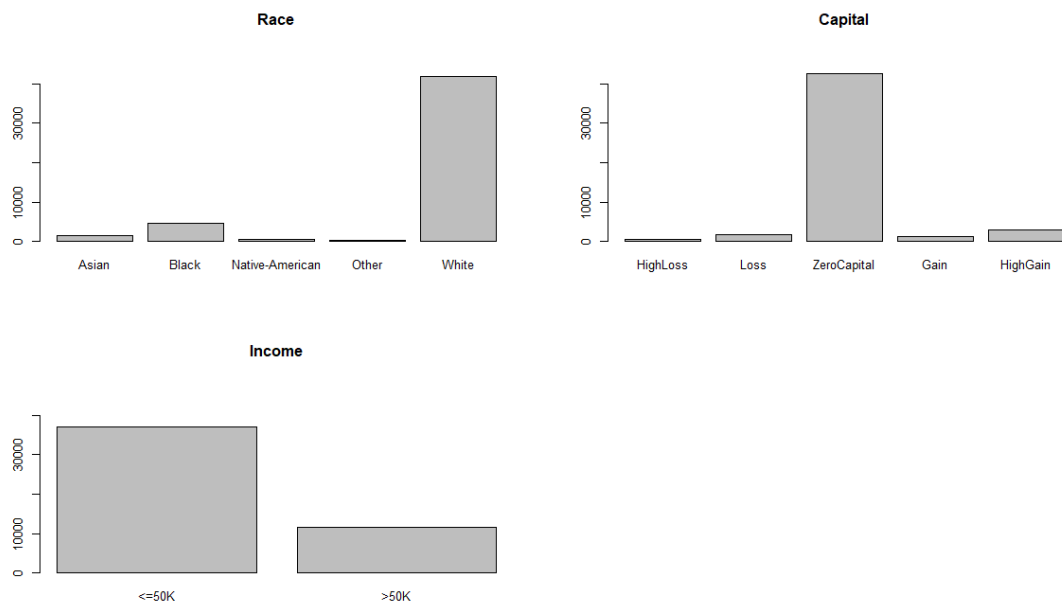 Race
30000
10000
0
Asian Black Native-American Other White
Capital
30000
10000
0
HighLoss Loss ZeroCapital Gain HighGain
Income
30000
10000
0
<=50K >50K